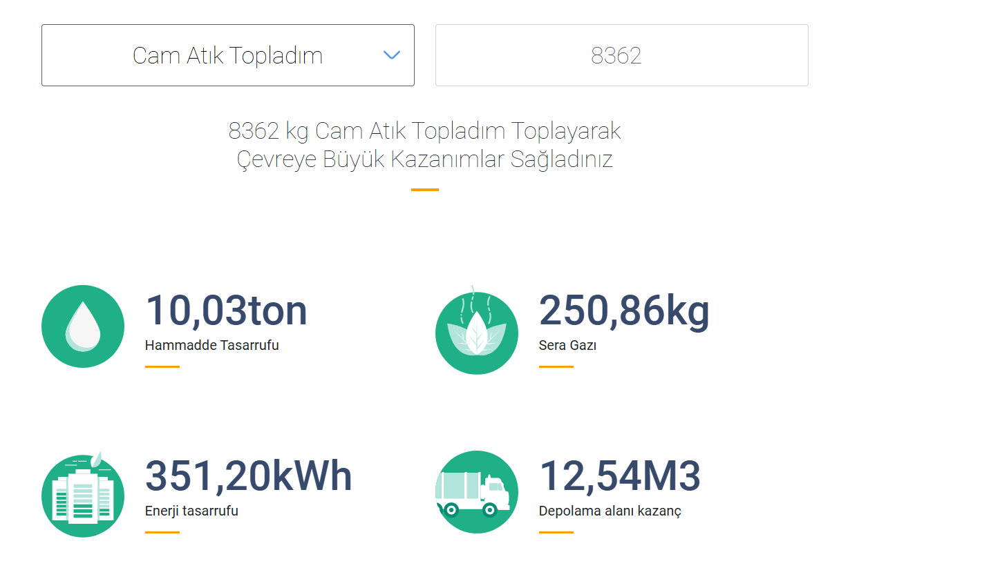 Cam Atık Topladım
8362
8362 kg Cam Atık Topladım Toplayarak
Çevreye Büyük Kazanımlar Sağladınız
10,03ton
Hammadde Tasarrufu
250,86kg
Sera Gazı
351,20kWh
Enerji tasarrufu
12,54M3
Depolama alanı kazanç